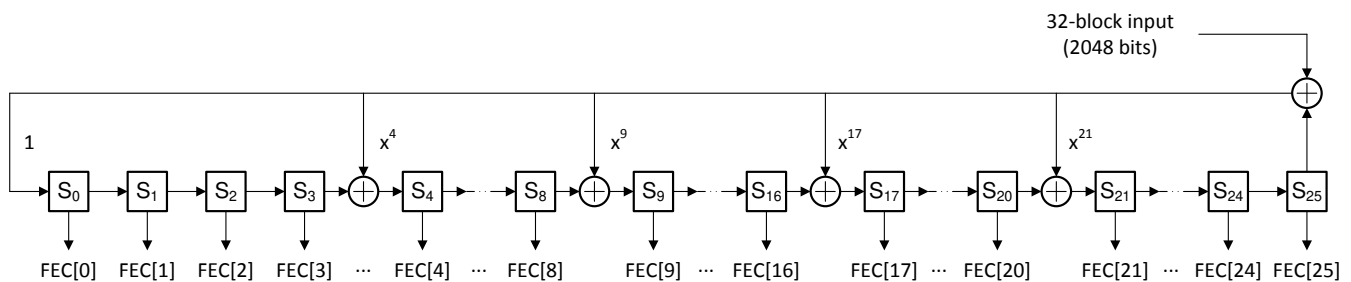 32-block input
(2048 bits)
1 x⁴ x⁹ x¹⁷ x²¹
S₀ S₁ S₂ S₃ S₄ ... S₈ S₉ ... S₁₆ S₁₇ ... S₂₀ S₂₁ ... S₂₄ S₂₅
FEC[0] FEC[1] FEC[2] FEC[3] ... FEC[4] ... FEC[8] FEC[9] ... FEC[16] FEC[17] ... FEC[20] FEC[21] ... FEC[24] FEC[25]